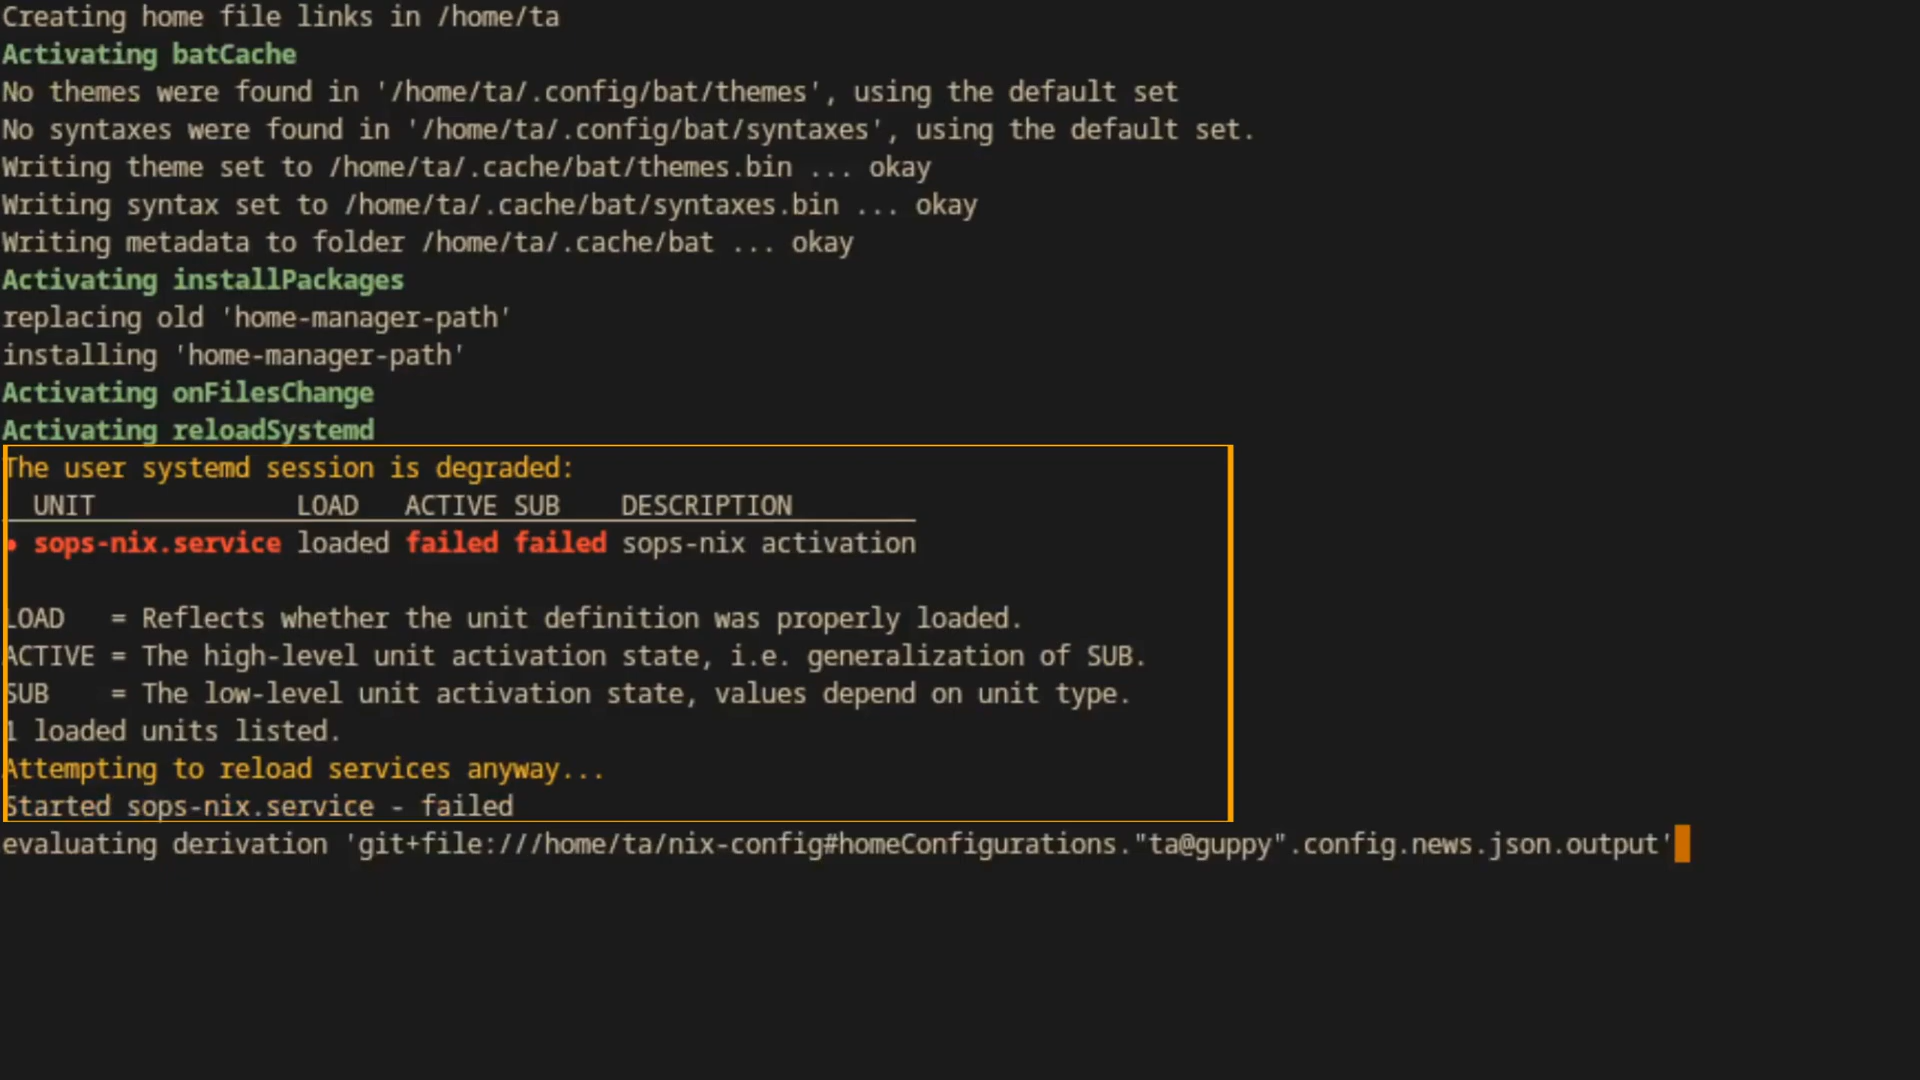 Creating home file links in /home/ta
Activating batCache
No themes were found in '/home/ta/.config/bat/themes', using the default set
No syntaxes were found in '/home/ta/.config/bat/syntaxes', using the default set.
Writing theme set to /home/ta/.cache/bat/themes.bin ... okay
Writing syntax set to /home/ta/.cache/bat/syntaxes.bin ... okay
Writing metadata to folder /home/ta/.cache/bat ... okay
Activating installPackages
replacing old 'home-manager-path'
installing 'home-manager-path'
Activating onFilesChange
Activating reloadSystemd
The user systemd session is degraded:
  UNIT             LOAD   ACTIVE SUB    DESCRIPTION
● sops-nix.service loaded failed failed sops-nix activation

LOAD   = Reflects whether the unit definition was properly loaded.
ACTIVE = The high-level unit activation state, i.e. generalization of SUB.
SUB    = The low-level unit activation state, values depend on unit type.
1 loaded units listed.
Attempting to reload services anyway...
Started sops-nix.service - failed
evaluating derivation 'git+file:///home/ta/nix-config#homeConfigurations."ta@guppy".config.news.json.output'